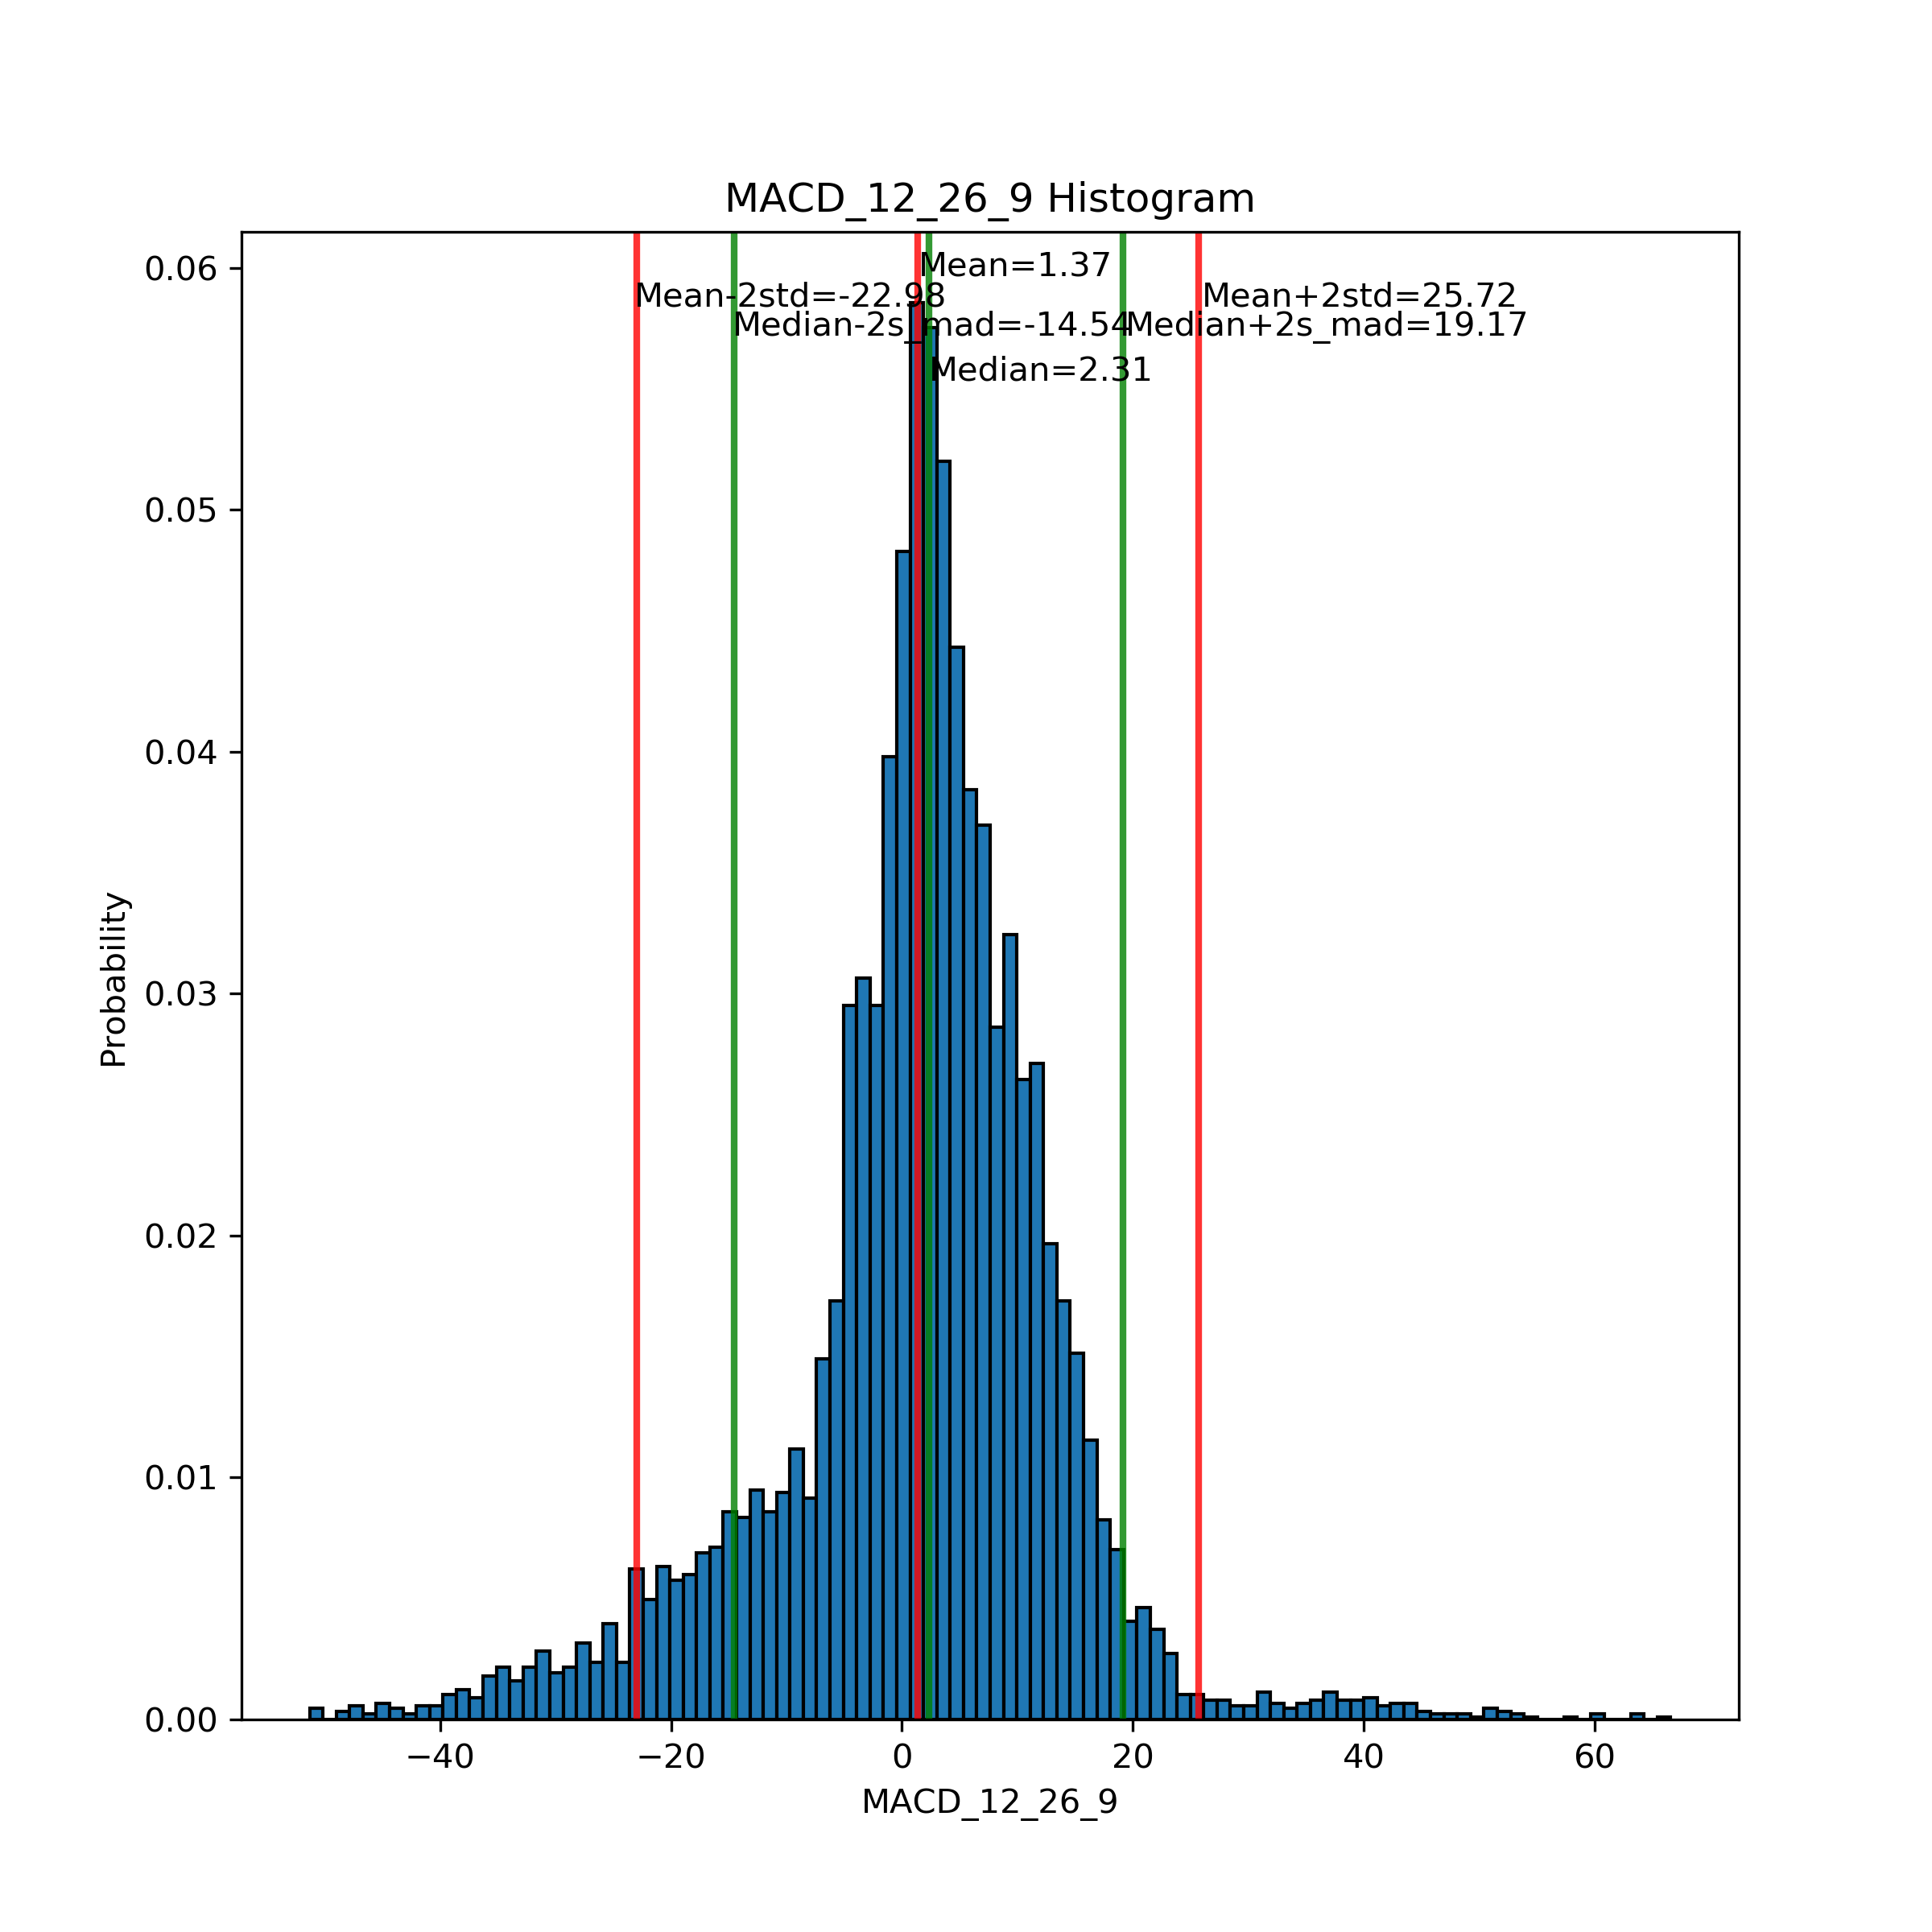 MACD_12_26_9 Histogram
Mean=1.37
Mean-2std=-22.98
Mean+2std=25.72
Median-2s_mad=-14.54
Median+2s_mad=19.17
Median=2.31
Probability
0.06
0.05
0.04
0.03
0.02
0.01
0.00
−40
−20
0
20
40
60
MACD_12_26_9